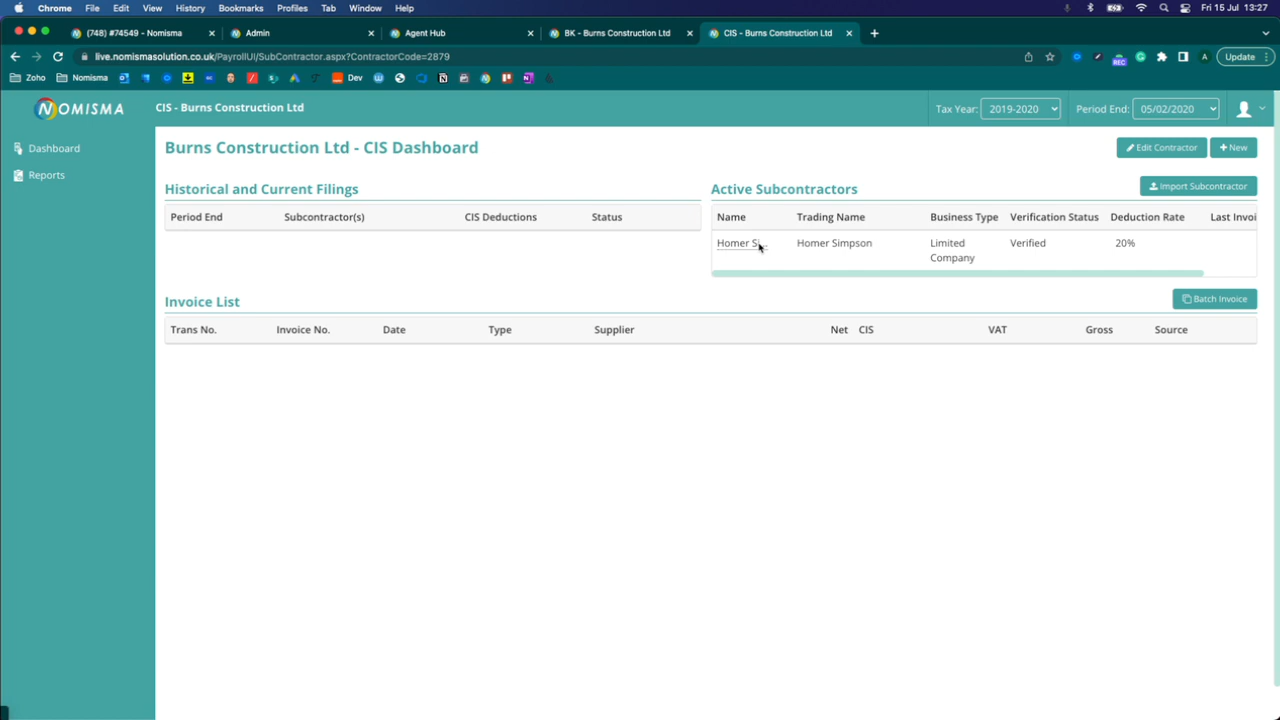 Chrome File Edit View History Bookmarks Profiles Tab Window Help Fri 15 Jul 13:27
(748) #74549 - Nomisma Admin Agent Hub BK - Burns Construction Ltd CIS - Burns Construction Ltd
live.nomismasolution.co.uk/PayrollUI/SubContractor.aspx?ContractorCode=2879 REC A Update
Zoho Nomisma Dev
NOMISMA CIS - Burns Construction Ltd Tax Year: 2019-2020 Period End: 05/02/2020
Dashboard
Reports
Burns Construction Ltd - CIS Dashboard Edit Contractor + New
Historical and Current Filings Active Subcontractors Import Subcontractor
Period End Subcontractor(s) CIS Deductions Status
Name Trading Name Business Type Verification Status Deduction Rate Last Invoi
Homer Si... Homer Simpson Limited Company Verified 20%
Invoice List Batch Invoice
Trans No. Invoice No. Date Type Supplier Net CIS VAT Gross Source